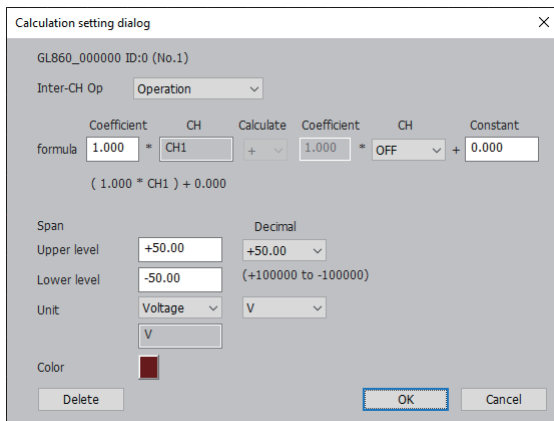 Calculation setting dialog
GL860_000000 ID:0 (No.1)
Inter-CH Op Operation
Coefficient CH Calculate Coefficient CH Constant
formula 1.000 * CH1 + 1.000 * OFF + 0.000
( 1.000 * CH1 ) + 0.000
Span Decimal
Upper level +50.00 +50.00
Lower level -50.00 (+100000 to -100000)
Unit Voltage V
V
Color
Delete OK Cancel